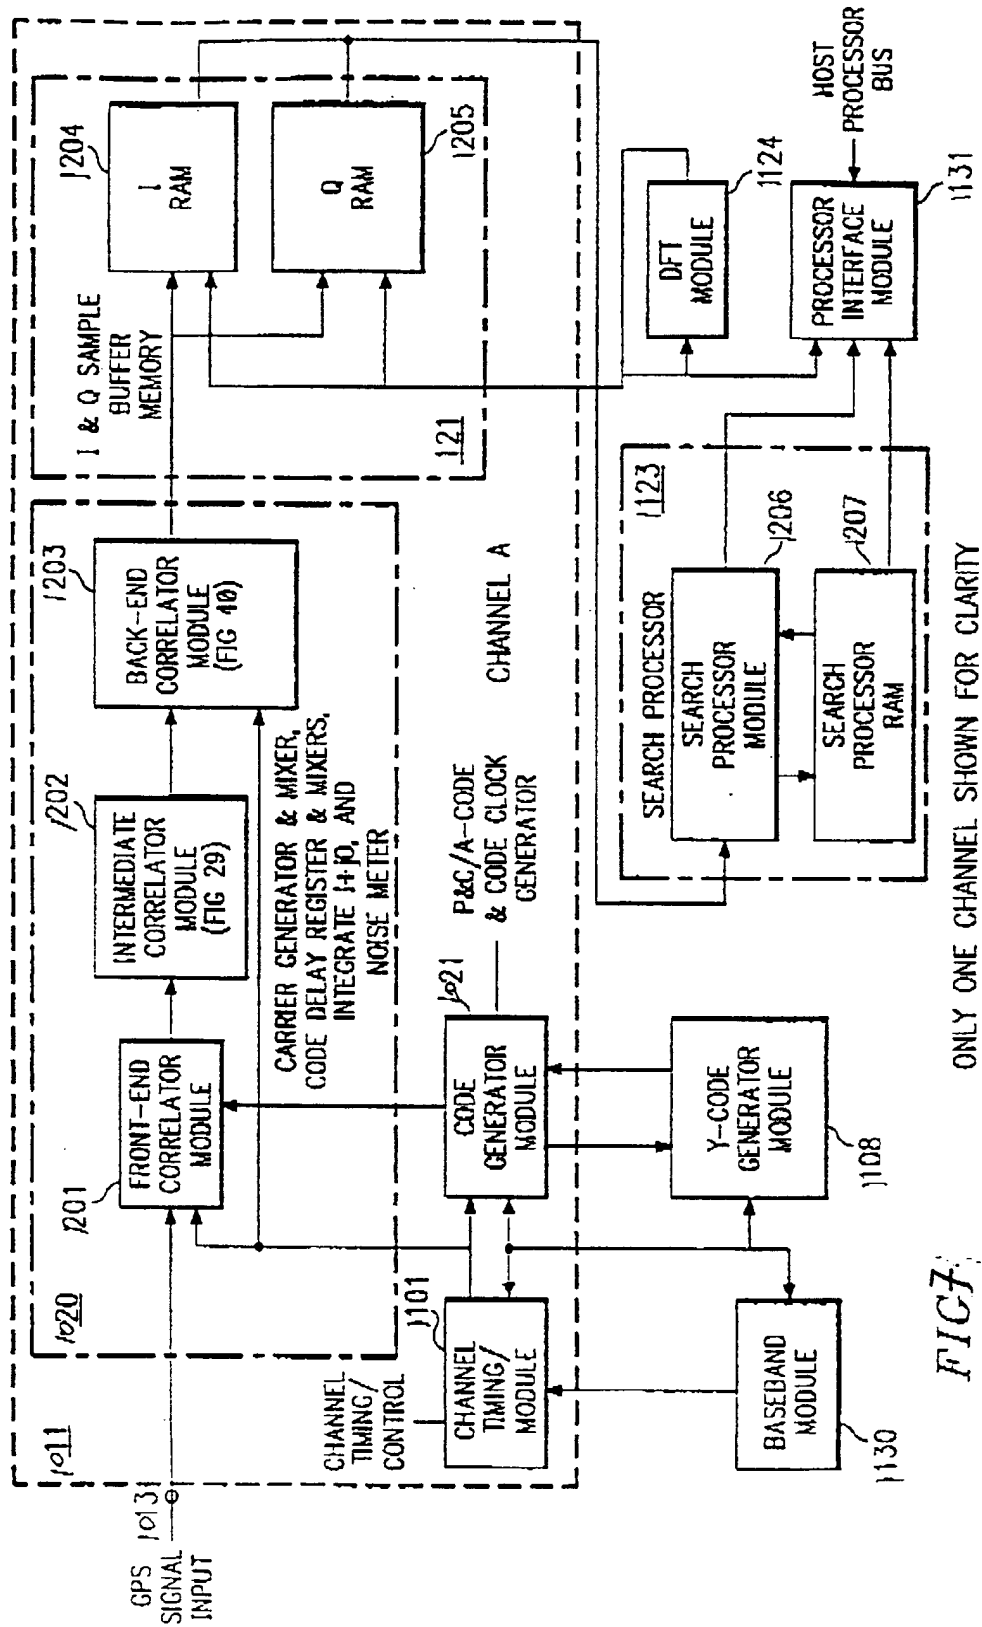 GPS
SIGNAL
INPUT
1013
1011
1020
1201
FRONT-END
CORRELATOR
MODULE
1202
INTERMEDIATE
CORRELATOR
MODULE
(FIG 29)
1203
BACK-END
CORRELATOR
MODULE
(FIG 40)
CARRIER GENERATOR & MIXER,
CODE DELAY REGISTER & MIXERS,
INTEGRATE I+jQ, AND
NOISE METER
I & Q SAMPLE
BUFFER
MEMORY
121
1204
I
RAM
Q
RAM
1205
CHANNEL
TIMING/
CONTROL
1101
CHANNEL
TIMING/
MODULE
1021
CODE
GENERATOR
MODULE
P&C/A-CODE
& CODE CLOCK
GENERATOR
CHANNEL A
BASEBAND
MODULE
1130
Y-CODE
GENERATOR
MODULE
1108
SEARCH PROCESSOR
1123
SEARCH
PROCESSOR
MODULE
1206
SEARCH
PROCESSOR
RAM
1207
DFT
MODULE
1124
PROCESSOR
INTERFACE
MODULE
1131
HOST
PROCESSOR
BUS
ONLY ONE CHANNEL SHOWN FOR CLARITY
FIG 7